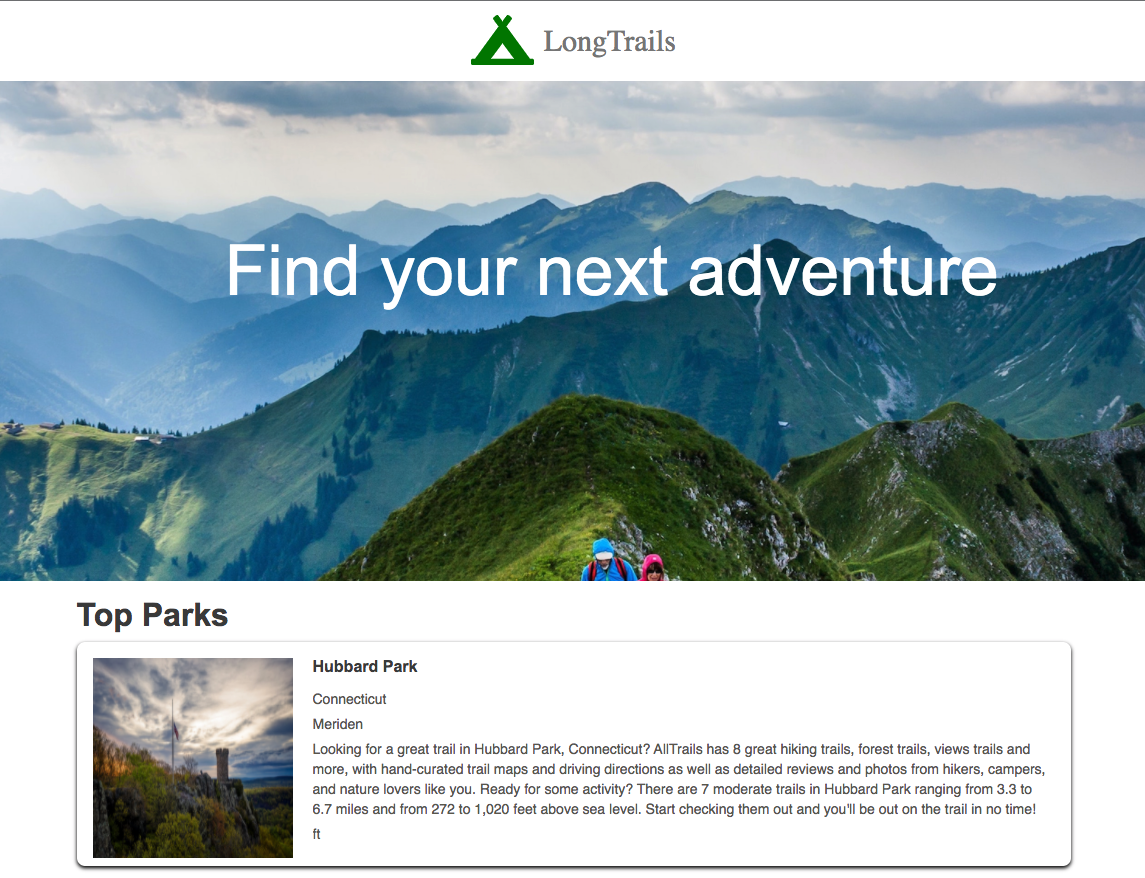 LongTrails
Find your next adventure
Top Parks
Hubbard Park
Connecticut
Meriden
Looking for a great trail in Hubbard Park, Connecticut? AllTrails has 8 great hiking trails, forest trails, views trails and
more, with hand-curated trail maps and driving directions as well as detailed reviews and photos from hikers, campers,
and nature lovers like you. Ready for some activity? There are 7 moderate trails in Hubbard Park ranging from 3.3 to
6.7 miles and from 272 to 1,020 feet above sea level. Start checking them out and you'll be out on the trail in no time!
ft